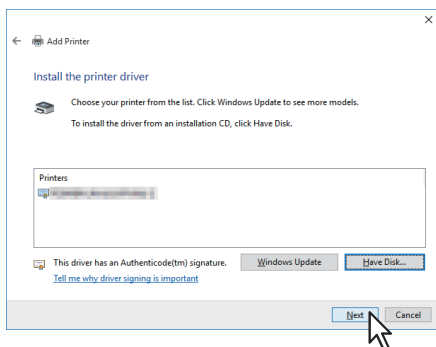 Add Printer
Install the printer driver
Choose your printer from the list. Click Windows Update to see more models.
To install the driver from an installation CD, click Have Disk.
Printers
This driver has an Authenticode(tm) signature.
Windows Update
Have Disk...
Tell me why driver signing is important
Next
Cancel